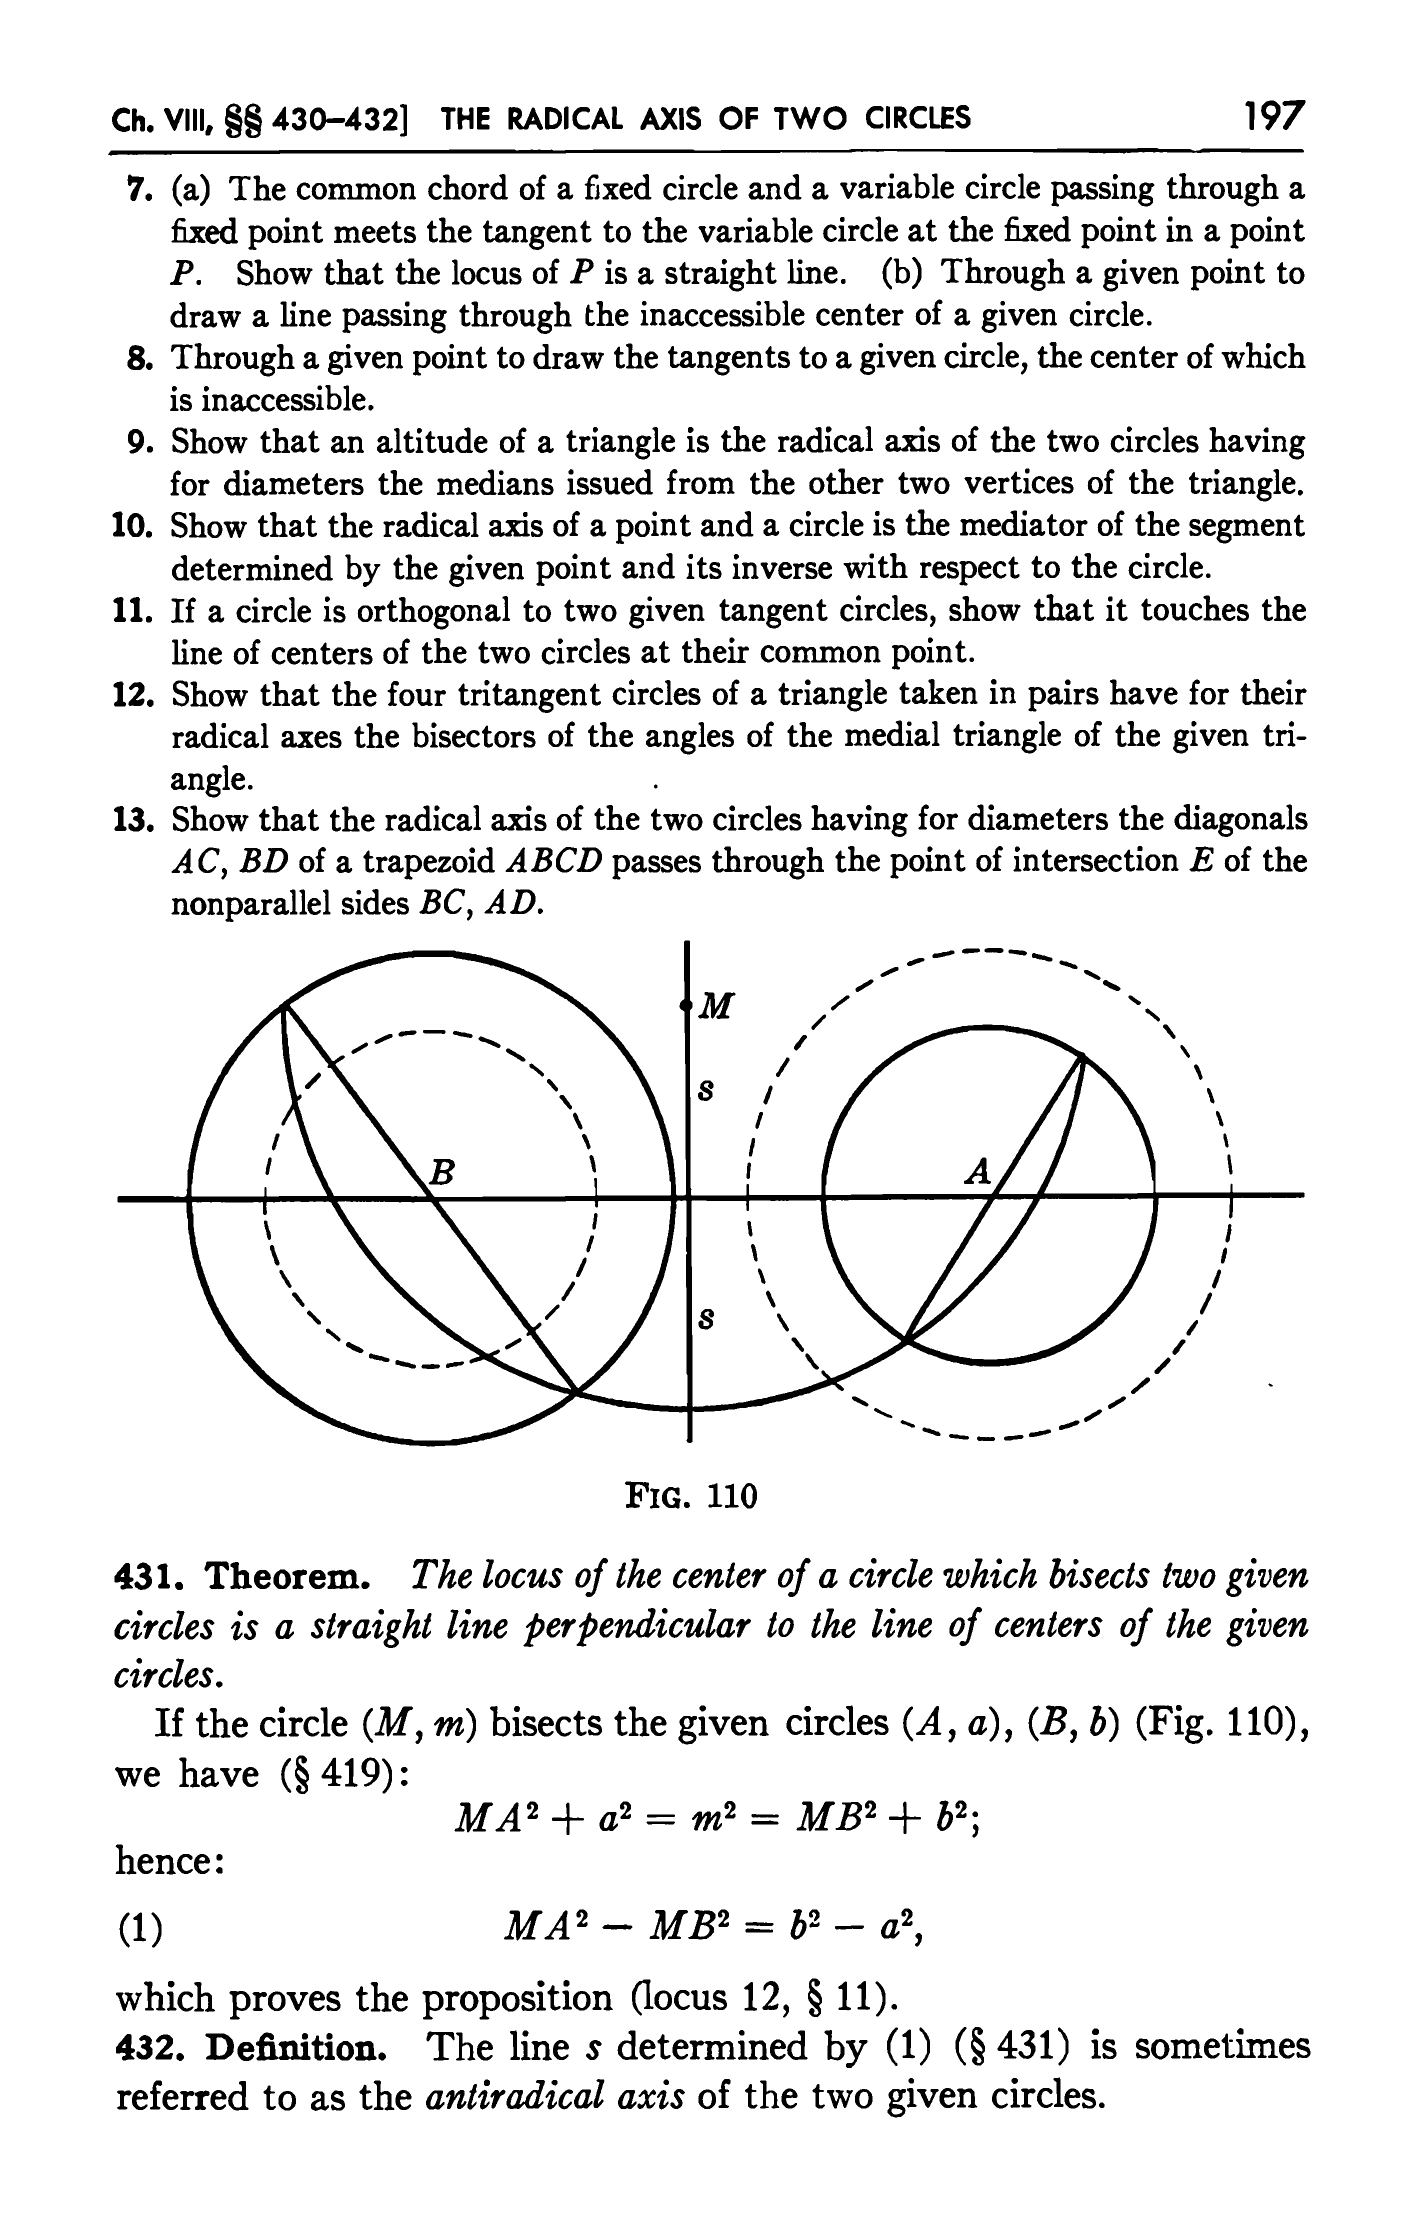 Ch. VIII, §§ 430–432] THE RADICAL AXIS OF TWO CIRCLES 197
7. (a) The common chord of a fixed circle and a variable circle passing through a
fixed point meets the tangent to the variable circle at the fixed point in a point
P. Show that the locus of P is a straight line. (b) Through a given point to
draw a line passing through the inaccessible center of a given circle.
8. Through a given point to draw the tangents to a given circle, the center of which
is inaccessible.
9. Show that an altitude of a triangle is the radical axis of the two circles having
for diameters the medians issued from the other two vertices of the triangle.
10. Show that the radical axis of a point and a circle is the mediator of the segment
determined by the given point and its inverse with respect to the circle.
11. If a circle is orthogonal to two given tangent circles, show that it touches the
line of centers of the two circles at their common point.
12. Show that the four tritangent circles of a triangle taken in pairs have for their
radical axes the bisectors of the angles of the medial triangle of the given tri-
angle.
13. Show that the radical axis of the two circles having for diameters the diagonals
AC, BD of a trapezoid ABCD passes through the point of intersection E of the
nonparallel sides BC, AD.
M
s
B
A
s
FIG. 110
431. Theorem. The locus of the center of a circle which bisects two given
circles is a straight line perpendicular to the line of centers of the given
circles.
If the circle (M, m) bisects the given circles (A, a), (B, b) (Fig. 110),
we have (§ 419):
MA² + a² = m² = MB² + b²;
hence:
(1) MA² − MB² = b² − a²,
which proves the proposition (locus 12, § 11).
432. Definition. The line s determined by (1) (§ 431) is sometimes
referred to as the antiradical axis of the two given circles.